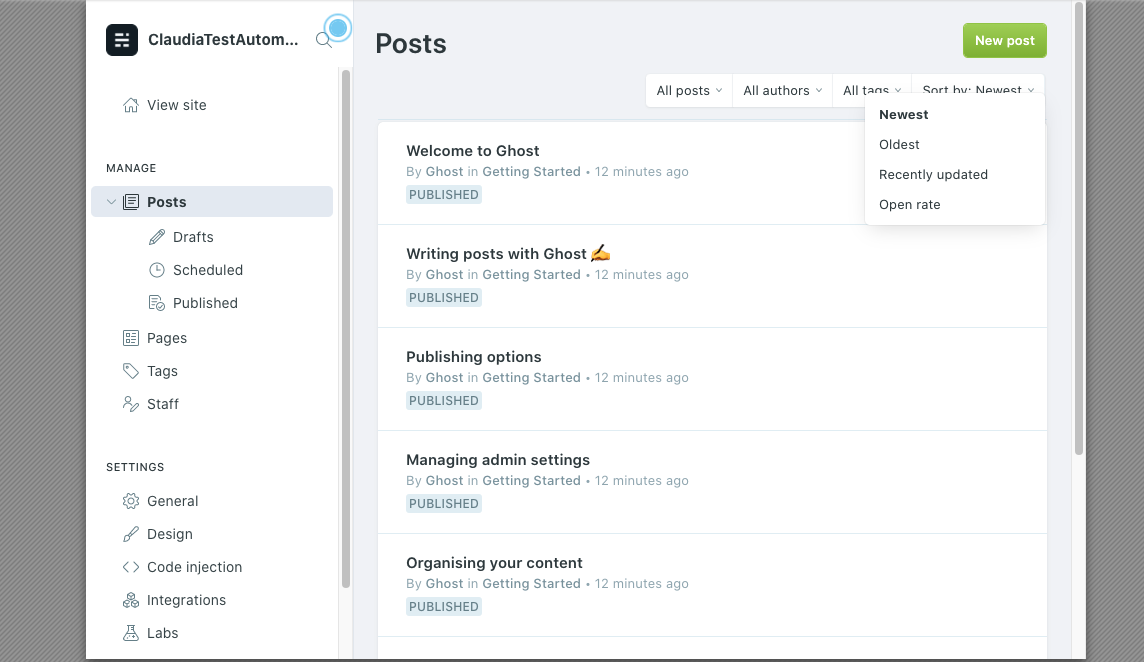 ClaudiaTestAutom...
View site
MANAGE
Posts
Drafts
Scheduled
Published
Pages
Tags
Staff
SETTINGS
General
Design
Code injection
Integrations
Labs
Posts
New post
All posts
All authors
All tags
Sort by: Newest
Newest
Oldest
Recently updated
Open rate
Welcome to Ghost
By Ghost in Getting Started • 12 minutes ago
PUBLISHED
Writing posts with Ghost ✍️
By Ghost in Getting Started • 12 minutes ago
PUBLISHED
Publishing options
By Ghost in Getting Started • 12 minutes ago
PUBLISHED
Managing admin settings
By Ghost in Getting Started • 12 minutes ago
PUBLISHED
Organising your content
By Ghost in Getting Started • 12 minutes ago
PUBLISHED